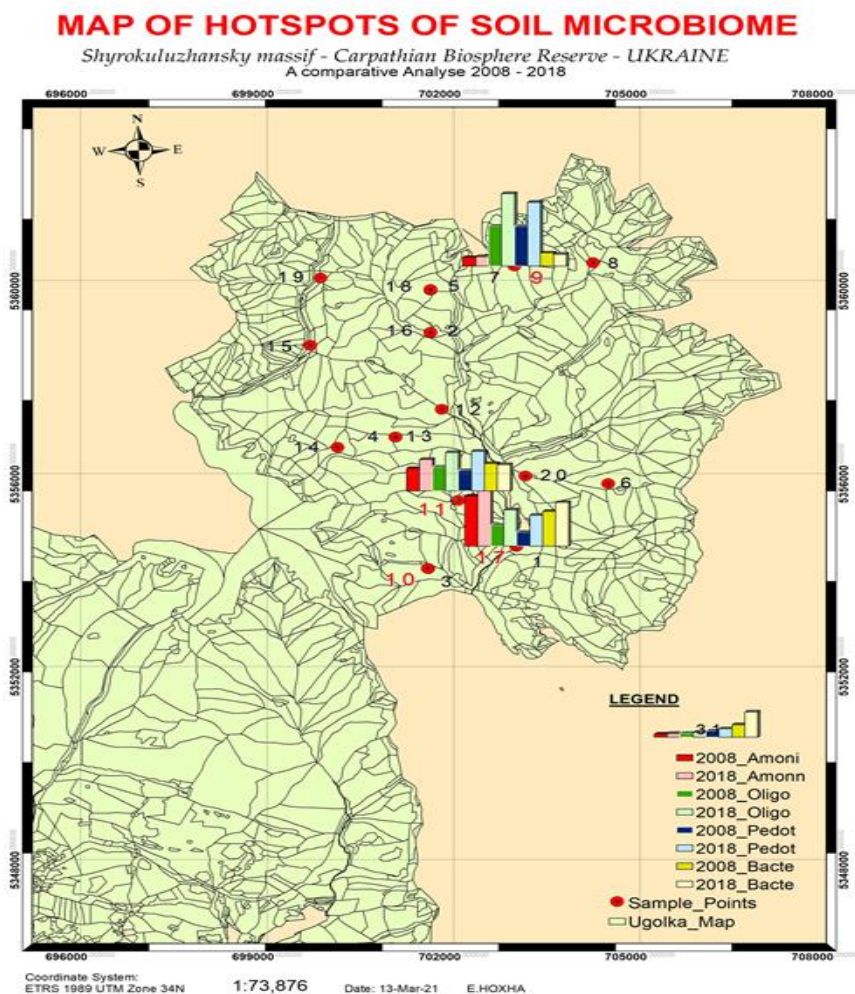 MAP OF HOTSPOTS OF SOIL MICROBIOME
Shyrokuluzhansky massif - Carpathian Biosphere Reserve - UKRAINE
A comparative Analyse 2008 - 2018
696000 699000 702000 705000 708000
N
W E
S
5360000 5360000
19 18 5 7 9 8
16 2
15
12
4 13
14
5356000 5356000
20 6
11
17 1
10 3
5352000 5352000
LEGEND
31
2008_Amoni
2018_Amonn
2008_Oligo
2018_Oligo
2008_Pedot
2018_Pedot
2008_Bacte
2018_Bacte
5348000 5348000
Sample_Points
Ugolka_Map
696000 699000 702000 705000 708000
Coordinate System:
ETRS 1989 UTM Zone 34N 1:73,876 Date: 13-Mar-21 E.HOXHA